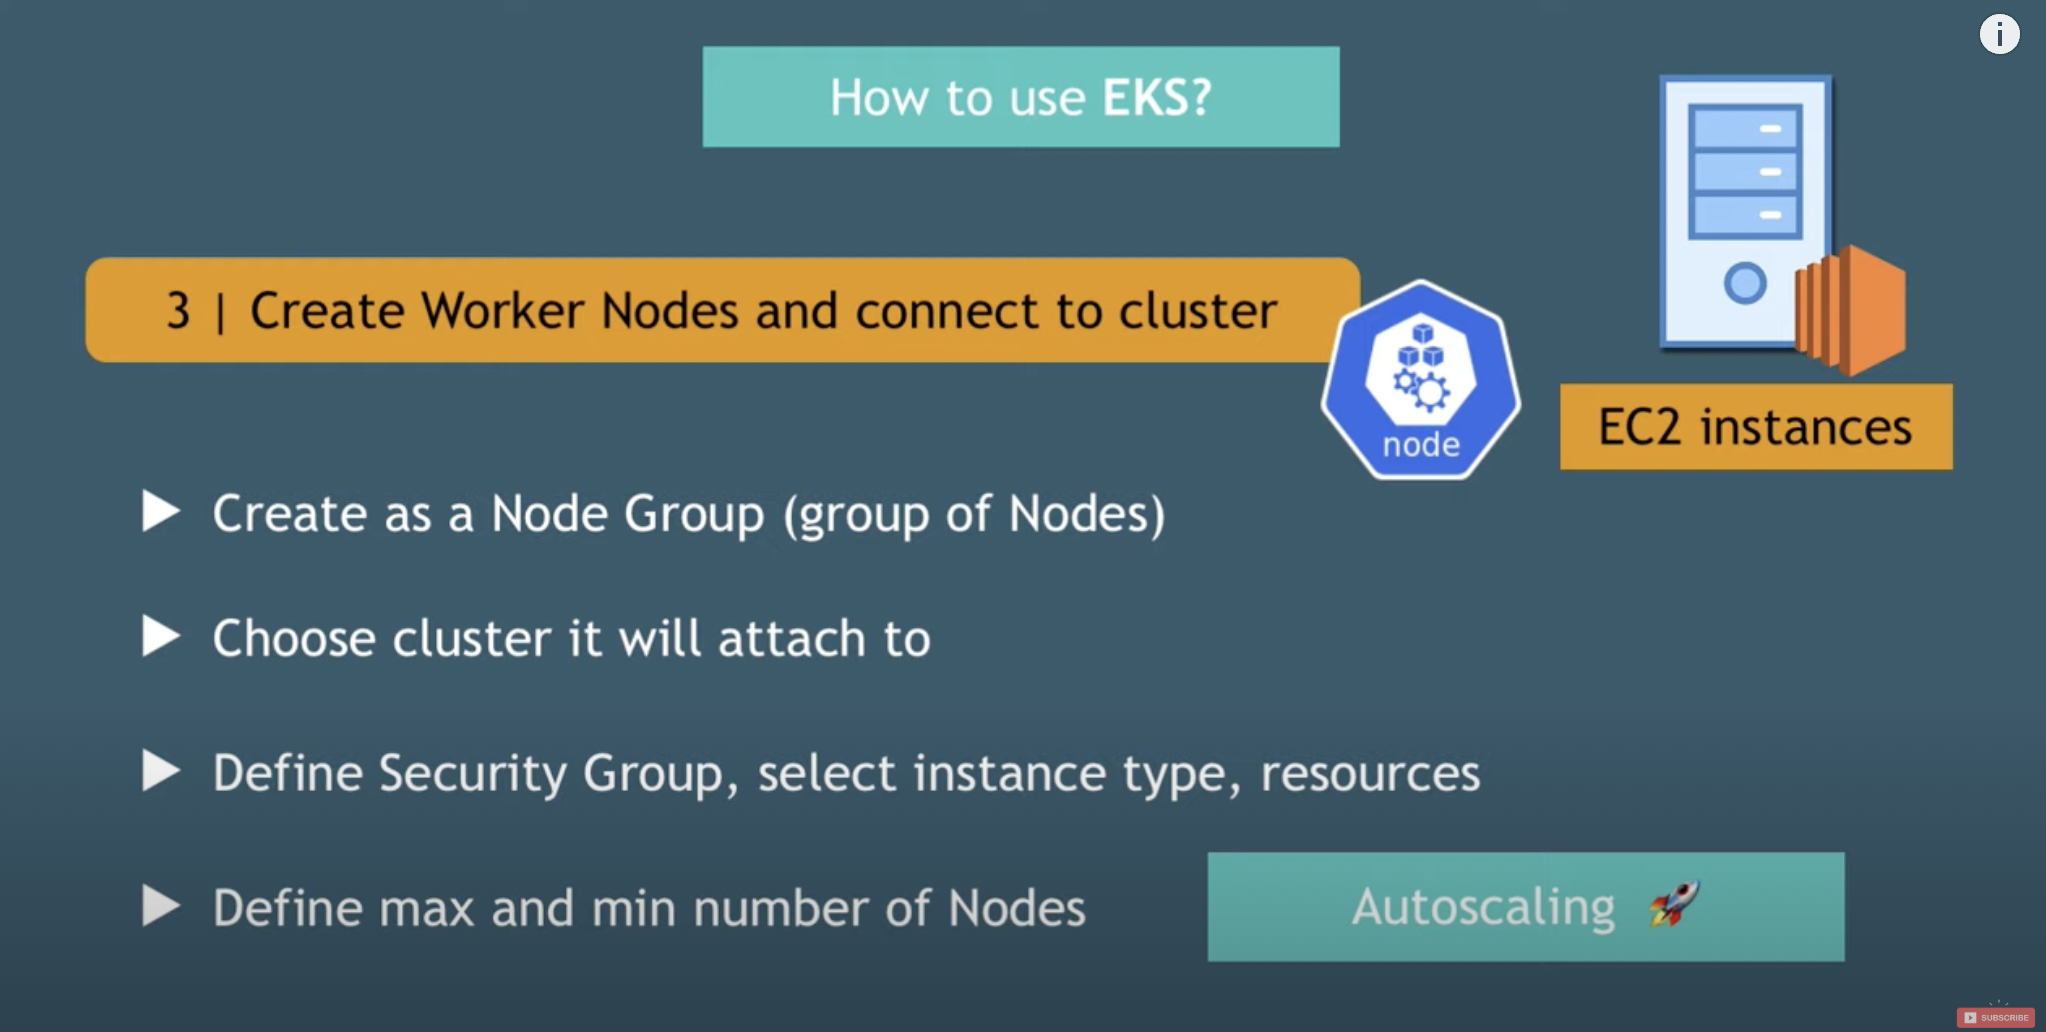 How to use EKS?
3 | Create Worker Nodes and connect to cluster
node
EC2 instances
Create as a Node Group (group of Nodes)
Choose cluster it will attach to
Define Security Group, select instance type, resources
Define max and min number of Nodes
Autoscaling 🚀
SUBSCRIBE